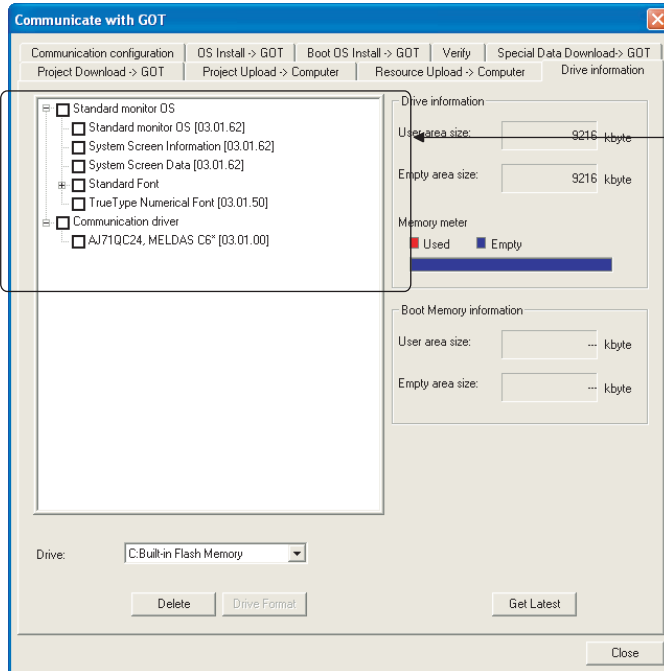 Communicate with GOT
Communication configuration OS Install -> GOT Boot OS Install -> GOT Verify Special Data Download-> GOT
Project Download -> GOT Project Upload -> Computer Resource Upload -> Computer Drive information
Standard monitor OS
Standard monitor OS [03.01.62]
System Screen Information [03.01.62]
System Screen Data [03.01.62]
Standard Font
TrueType Numerical Font [03.01.50]
Communication driver
AJ71QC24, MELDAS C6* [03.01.00]
Drive information
User area size: 9216 kbyte
Empty area size: 9216 kbyte
Memory meter
Used Empty
Boot Memory information
User area size: --- kbyte
Empty area size: --- kbyte
Drive: C:Built-in Flash Memory
Delete Drive Format Get Latest
Close